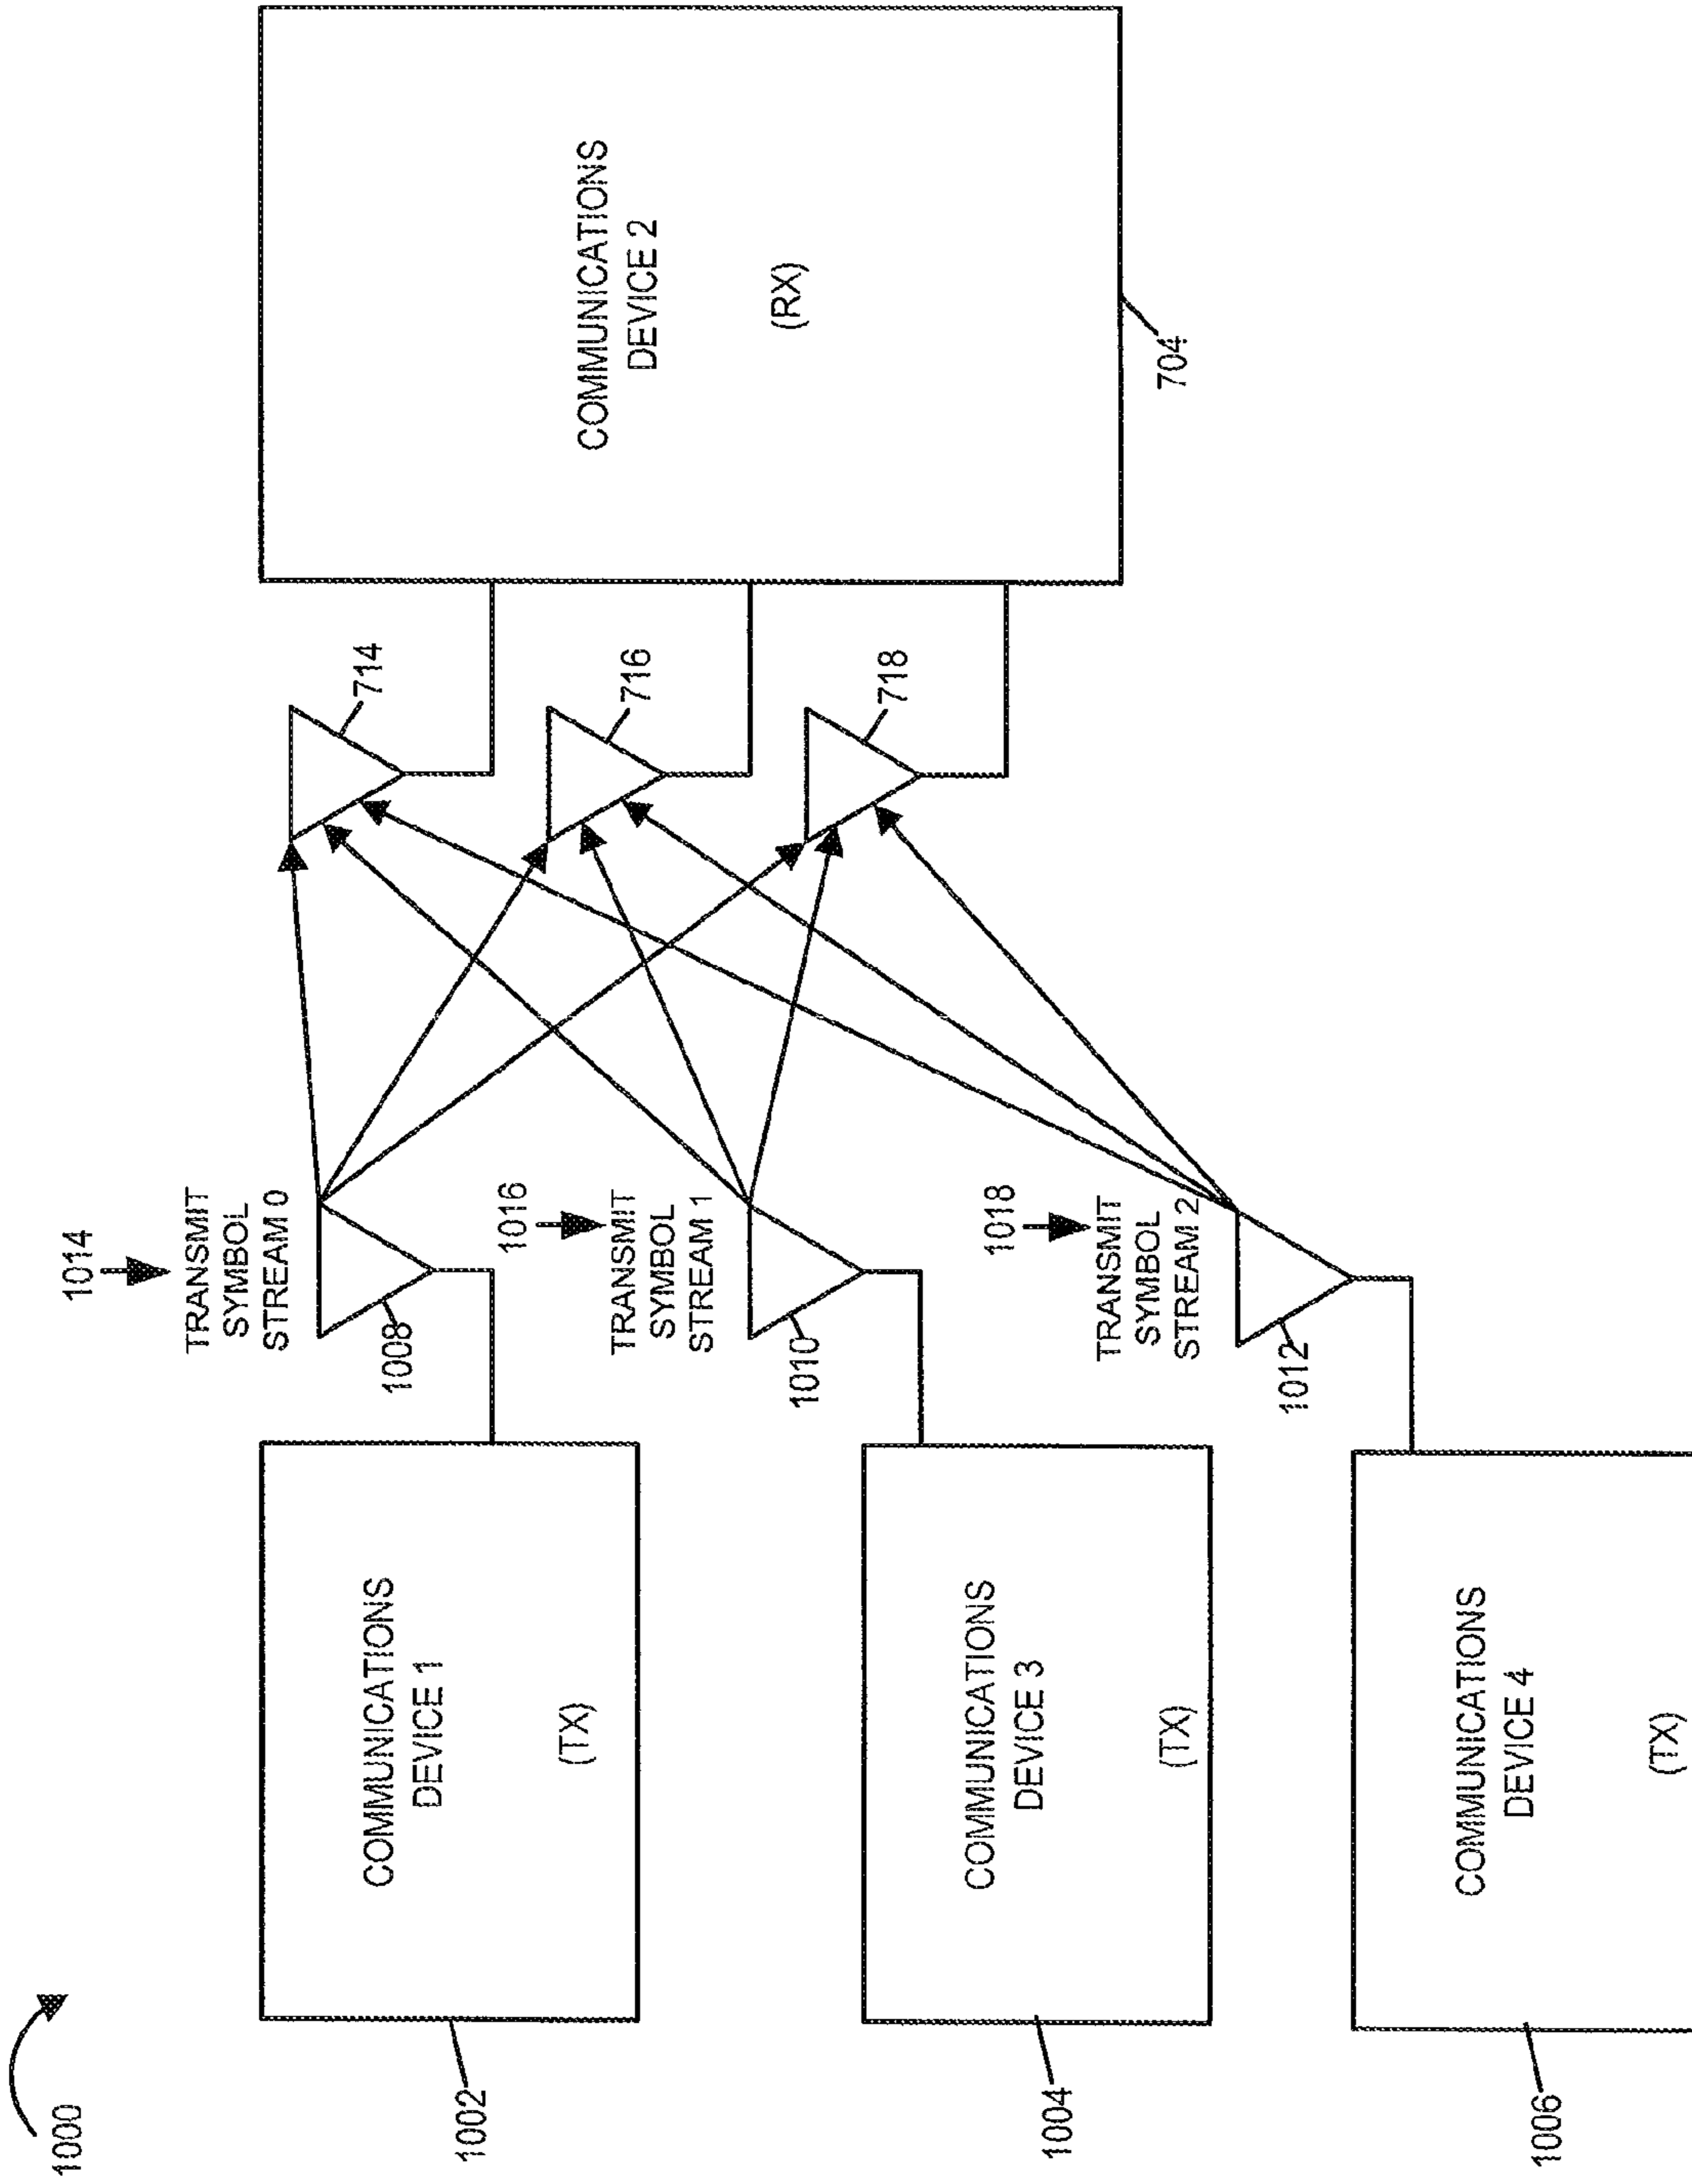 1000
1014
TRANSMIT
SYMBOL
STREAM 0
1008
714
COMMUNICATIONS
DEVICE 1
(TX)
1002
1016
TRANSMIT
SYMBOL
STREAM 1
1010
716
COMMUNICATIONS
DEVICE 2
(RX)
704
718
COMMUNICATIONS
DEVICE 3
(TX)
1004
1018
TRANSMIT
SYMBOL
STREAM 2
1012
COMMUNICATIONS
DEVICE 4
(TX)
1006